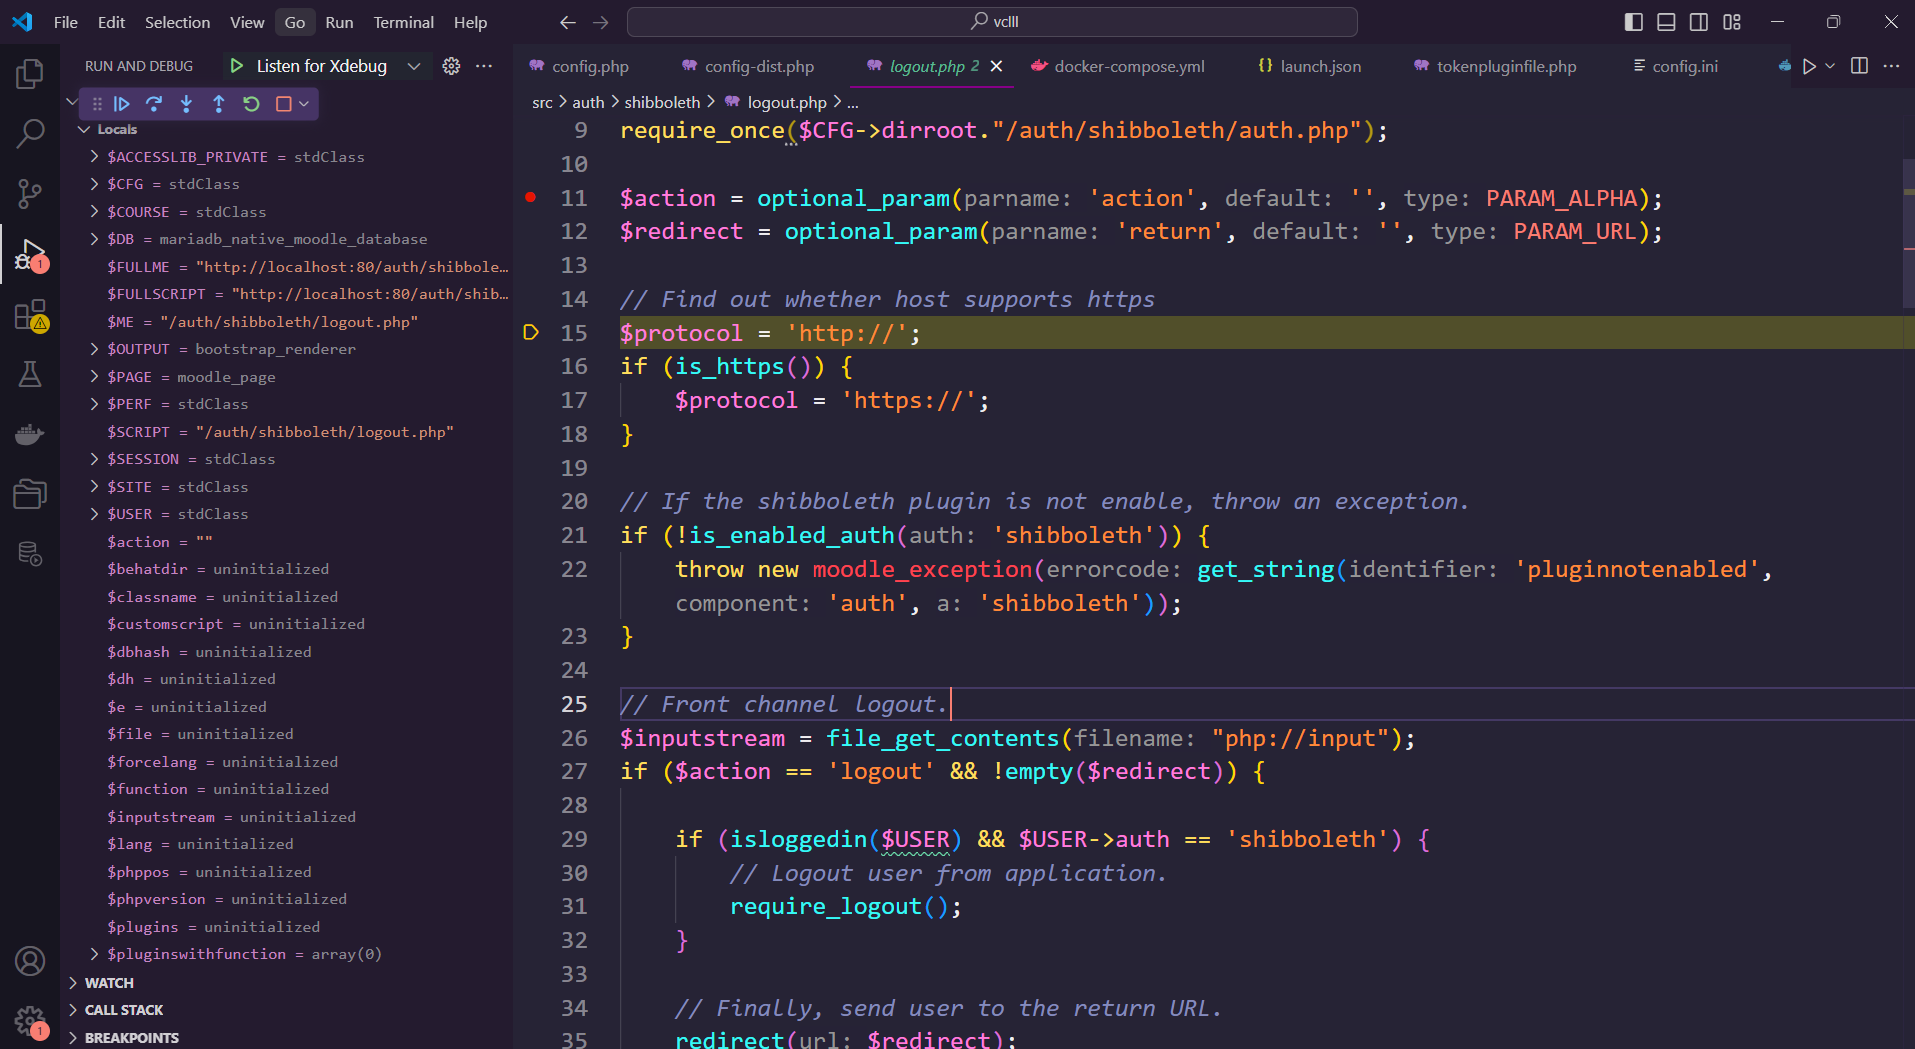 File Edit Selection View Go Run Terminal Help
vclll
RUN AND DEBUG
Listen for Xdebug
Locals
$ACCESSLIB_PRIVATE = stdClass
$CFG = stdClass
$COURSE = stdClass
$DB = mariadb_native_moodle_database
$FULLME = "http://localhost:80/auth/shibbole…
$FULLSCRIPT = "http://localhost:80/auth/shib…
$ME = "/auth/shibboleth/logout.php"
$OUTPUT = bootstrap_renderer
$PAGE = moodle_page
$PERF = stdClass
$SCRIPT = "/auth/shibboleth/logout.php"
$SESSION = stdClass
$SITE = stdClass
$USER = stdClass
$action = ""
$behatdir = uninitialized
$classname = uninitialized
$customscript = uninitialized
$dbhash = uninitialized
$dh = uninitialized
$e = uninitialized
$file = uninitialized
$forcelang = uninitialized
$function = uninitialized
$inputstream = uninitialized
$lang = uninitialized
$phppos = uninitialized
$phpversion = uninitialized
$plugins = uninitialized
$pluginswithfunction = array(0)
WATCH
CALL STACK
BREAKPOINTS
1
1
config.php config-dist.php logout.php 2 docker-compose.yml {} launch.json tokenpluginfile.php config.ini
src > auth > shibboleth > logout.php > ...
9 require_once($CFG->dirroot."/auth/shibboleth/auth.php");
10
11 $action = optional_param(parname: 'action', default: '', type: PARAM_ALPHA);
12 $redirect = optional_param(parname: 'return', default: '', type: PARAM_URL);
13
14 // Find out whether host supports https
15 $protocol = 'http://';
16 if (is_https()) {
17 $protocol = 'https://';
18 }
19
20 // If the shibboleth plugin is not enable, throw an exception.
21 if (!is_enabled_auth(auth: 'shibboleth')) {
22 throw new moodle_exception(errorcode: get_string(identifier: 'pluginnotenabled',
component: 'auth', a: 'shibboleth'));
23 }
24
25 // Front channel logout.
26 $inputstream = file_get_contents(filename: "php://input");
27 if ($action == 'logout' && !empty($redirect)) {
28
29 if (isloggedin($USER) && $USER->auth == 'shibboleth') {
30 // Logout user from application.
31 require_logout();
32 }
33
34 // Finally, send user to the return URL.
35 redirect(url: $redirect);